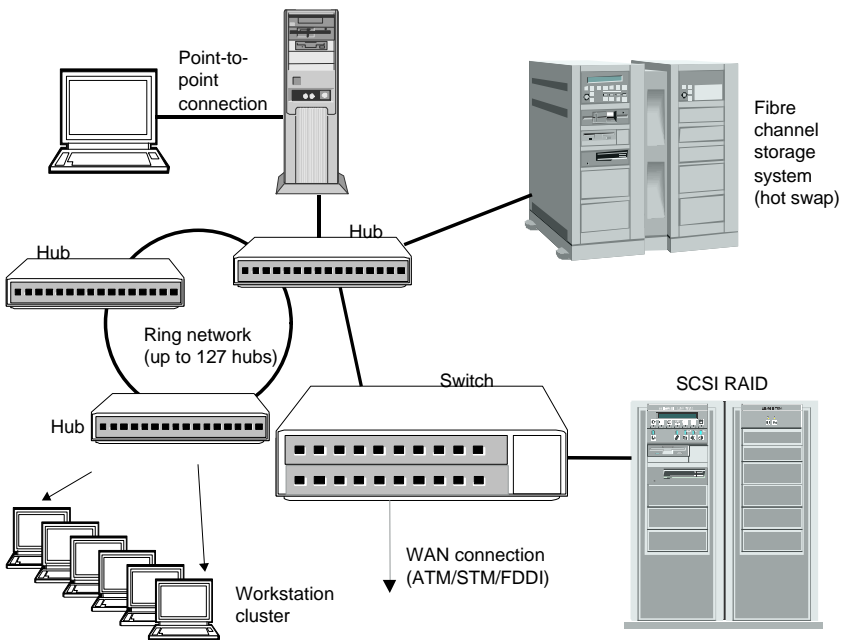 Point-to-
point
connection
Fibre
channel
storage
system
(hot swap)
Hub
Hub
Ring network
(up to 127 hubs)
Hub
Switch
SCSI RAID
WAN connection
(ATM/STM/FDDI)
Workstation
cluster